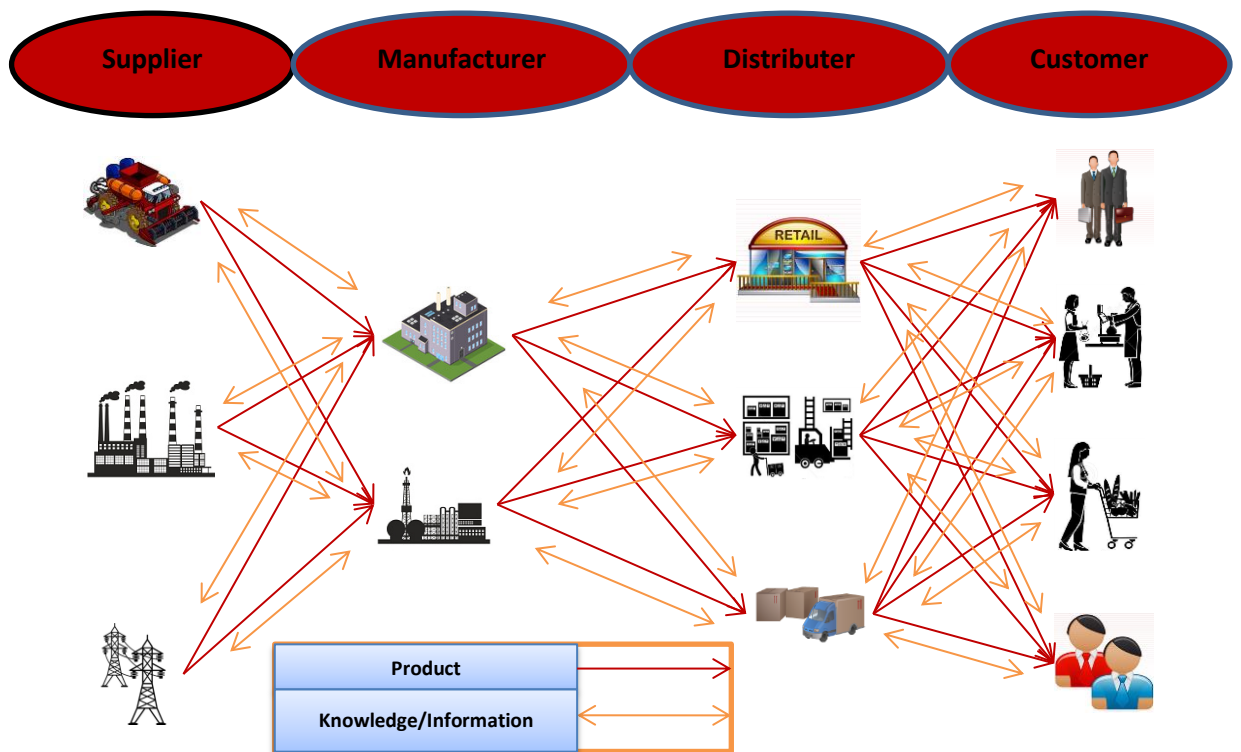 Supplier
Manufacturer
Distributer
Customer
RETAIL
Product
Knowledge/Information